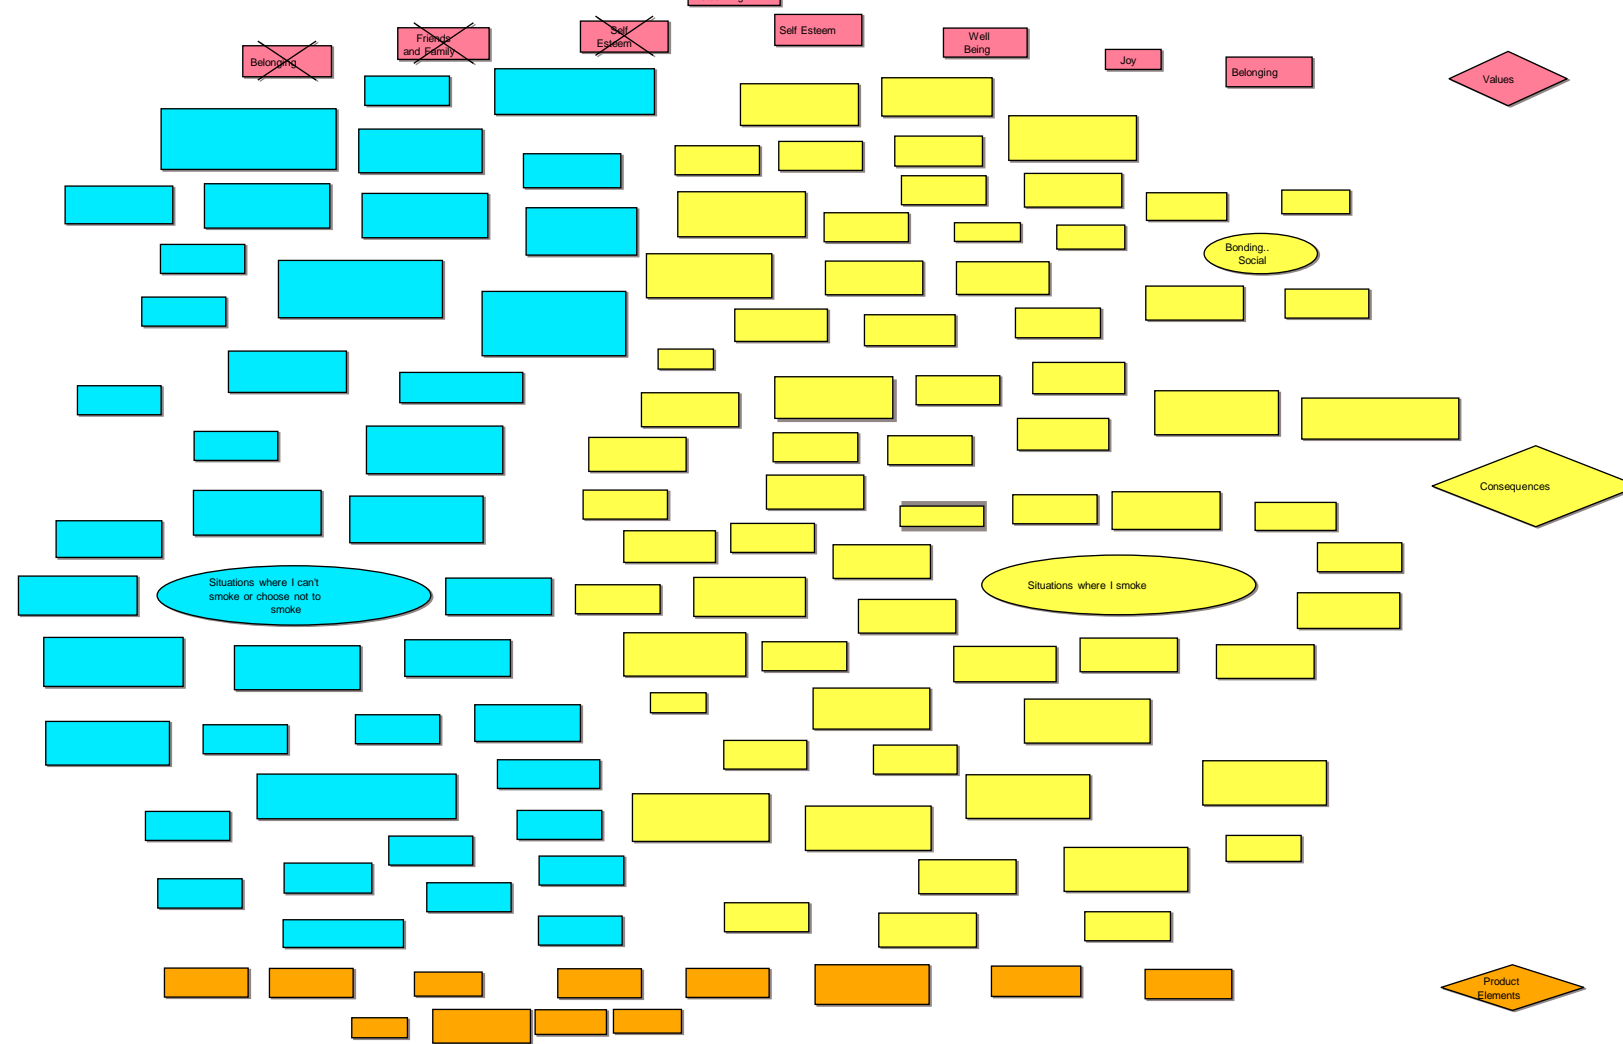 Self Esteem
Friends
and Family
Self
Esteem
Well
Being
Belonging
Joy
Belonging
Values
Bonding..
Social
Consequences
Situations where I can't
smoke or choose not to
smoke
Situations where I smoke
Product
Elements